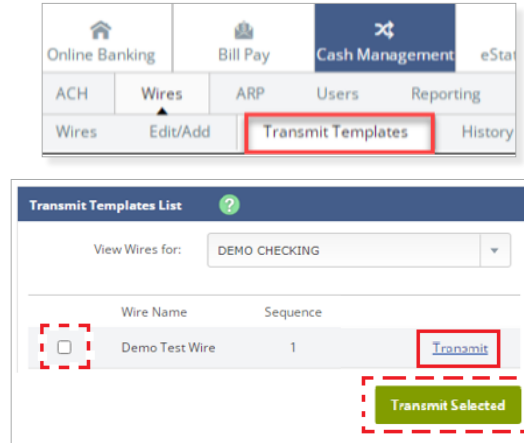 Online Banking Bill Pay Cash Management eStat
ACH Wires ARP Users Reporting
Wires Edit/Add Transmit Templates History
Transmit Templates List ?
View Wires for: DEMO CHECKING
Wire Name Sequence
Demo Test Wire 1 Transmit
Transmit Selected